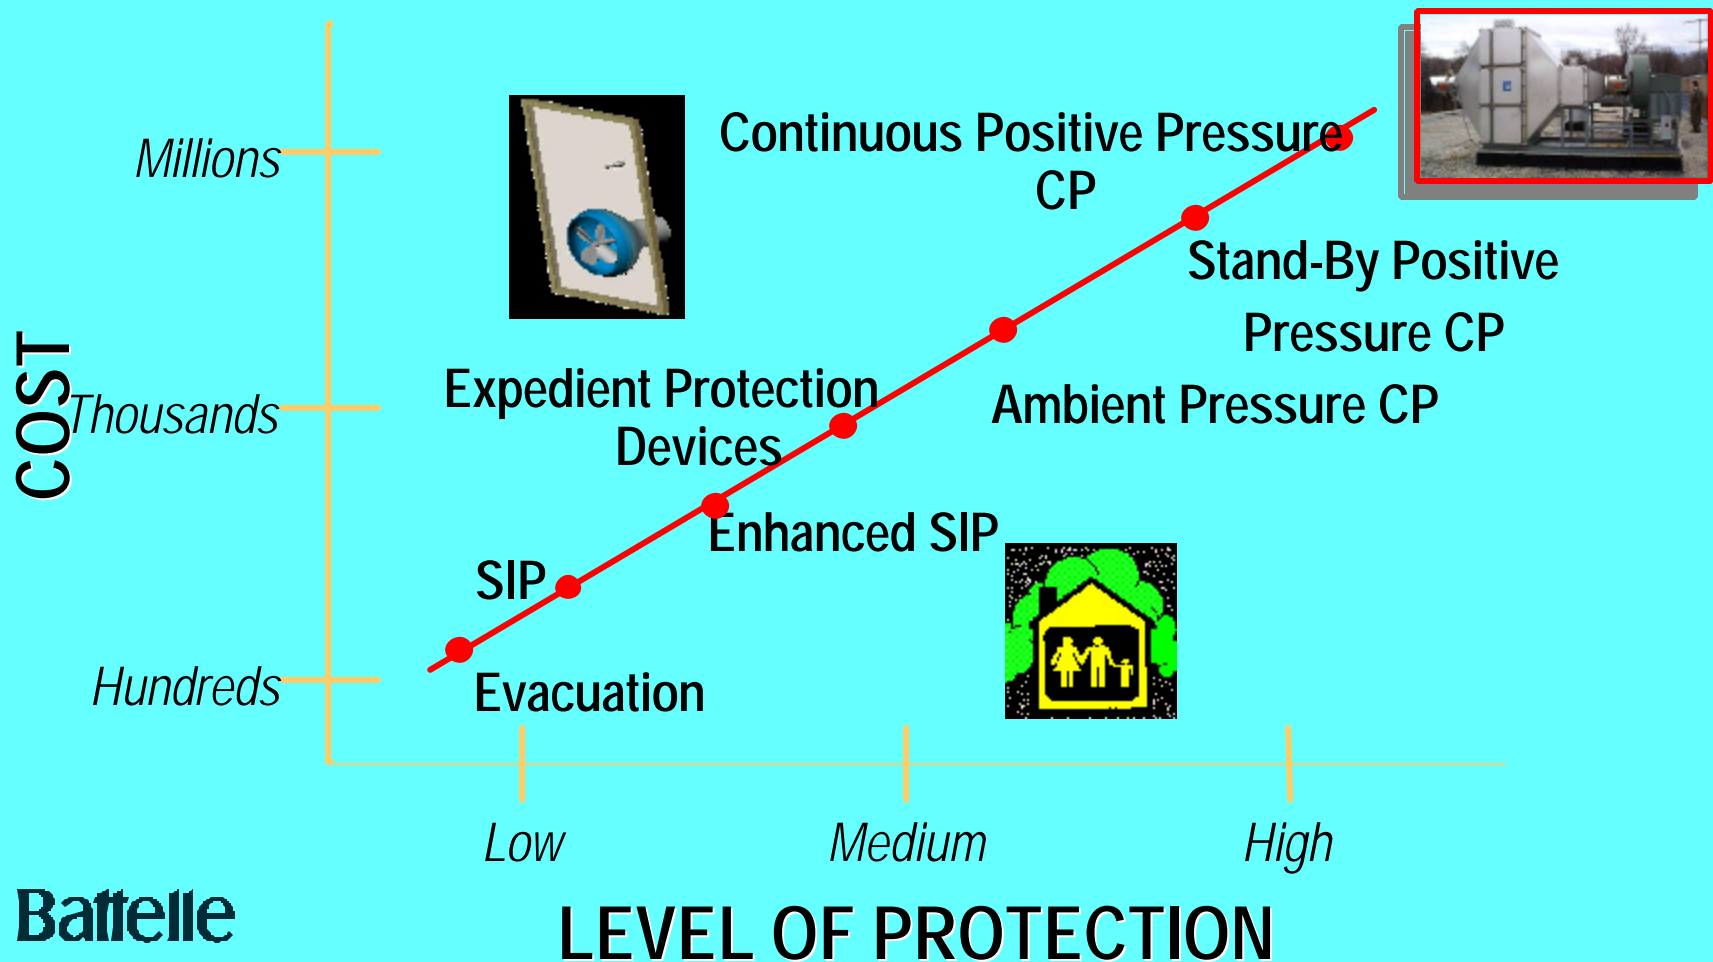 Continuous Positive Pressure
CP
Millions
Stand-By Positive
Pressure CP
COST
Expedient Protection
Devices
Thousands
Ambient Pressure CP
Enhanced SIP
SIP
Hundreds
Evacuation
Low
Medium
High
Battelle
LEVEL OF PROTECTION